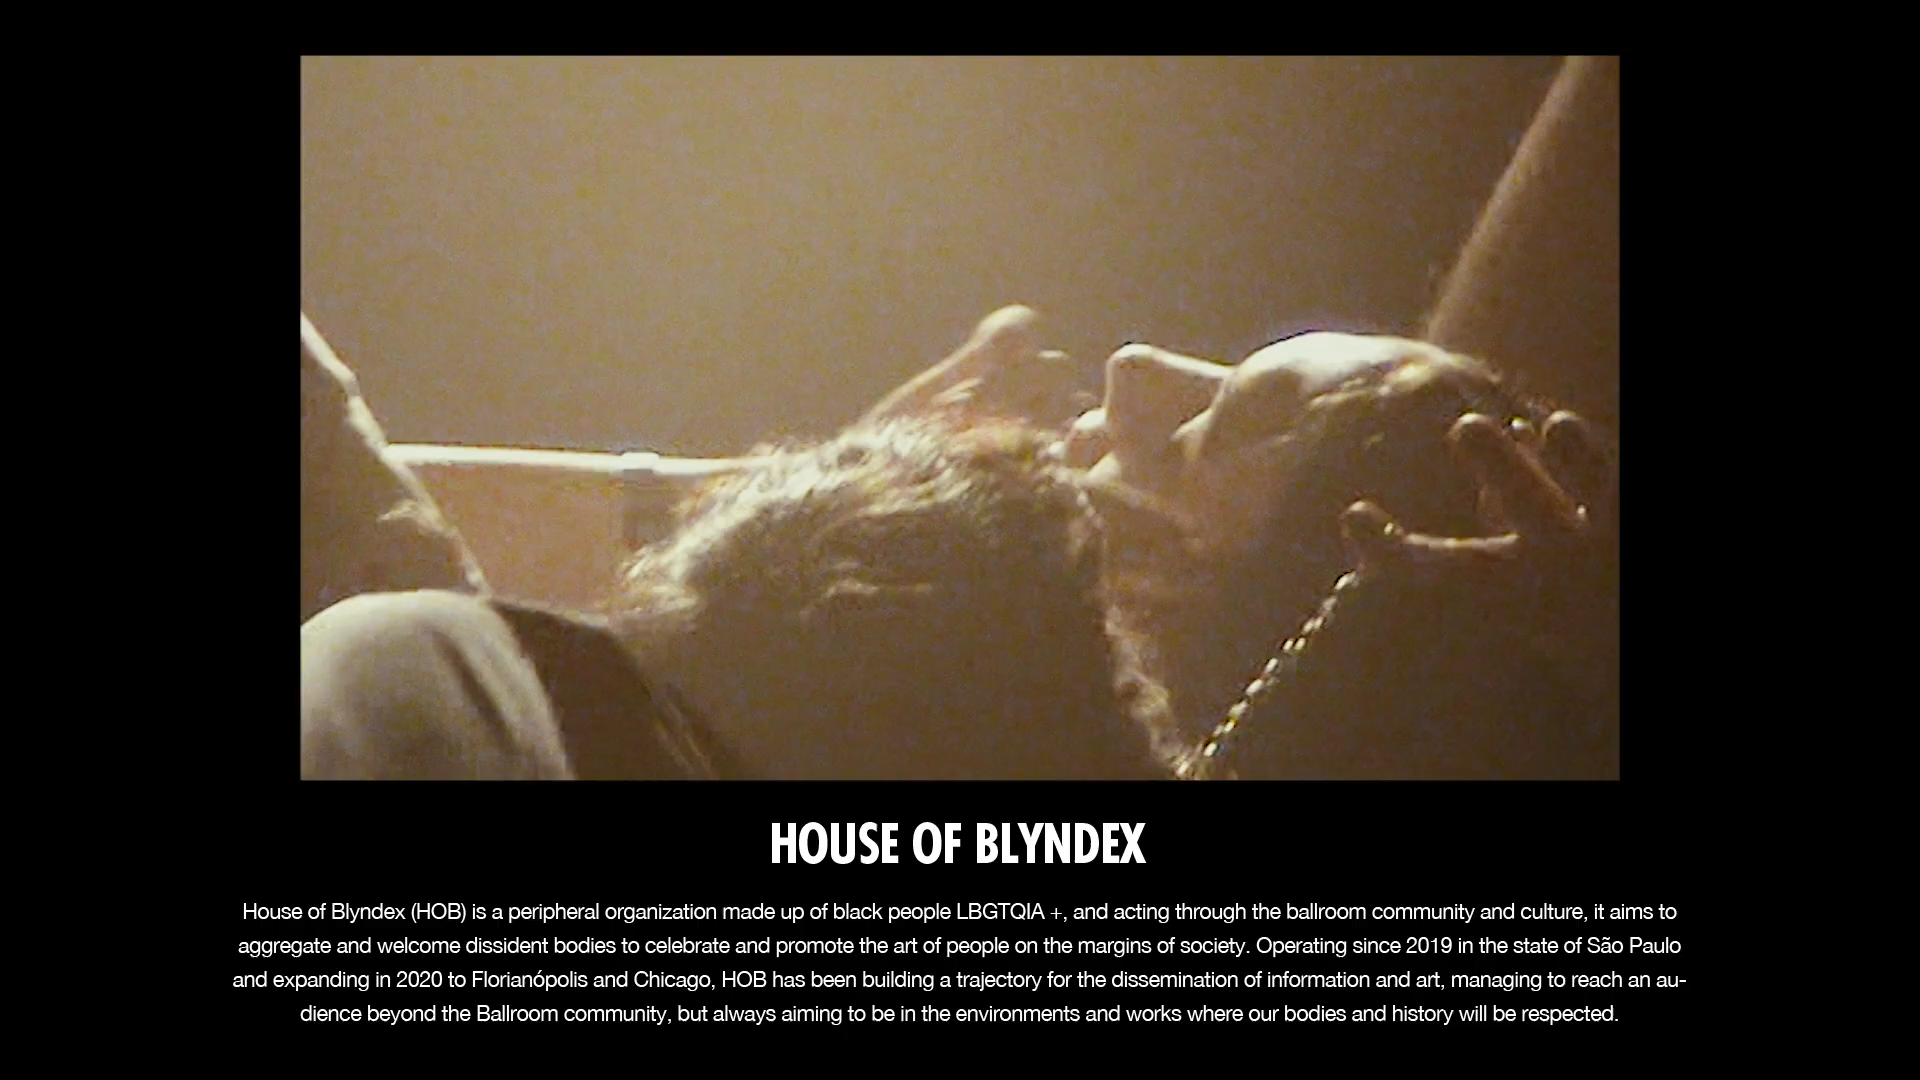 HOUSE OF BLYNDEX
House of Blyndex (HOB) is a peripheral organization made up of black people LBGTQIA +, and acting through the ballroom community and culture, it aims to
aggregate and welcome dissident bodies to celebrate and promote the art of people on the margins of society. Operating since 2019 in the state of São Paulo
and expanding in 2020 to Florianópolis and Chicago, HOB has been building a trajectory for the dissemination of information and art, managing to reach an au-
dience beyond the Ballroom community, but always aiming to be in the environments and works where our bodies and history will be respected.